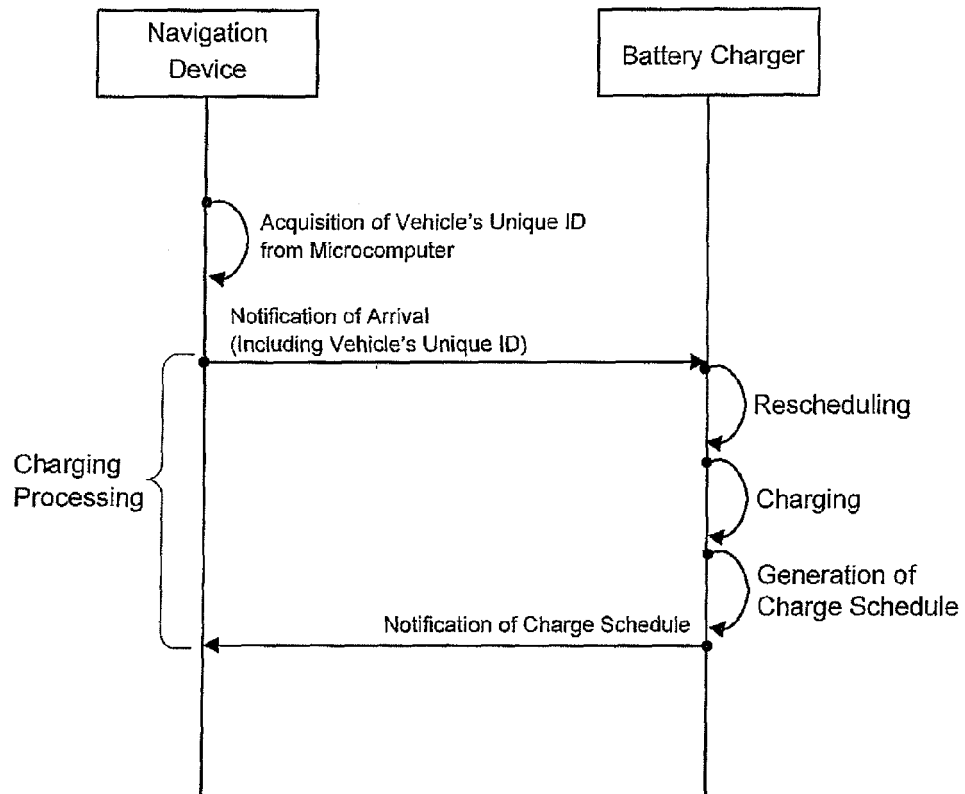 Navigation
Device
Battery Charger
Acquisition of Vehicle's Unique ID
from Microcomputer
Notification of Arrival
(Including Vehicle's Unique ID)
Rescheduling
Charging
Processing
Charging
Generation of
Charge Schedule
Notification of Charge Schedule